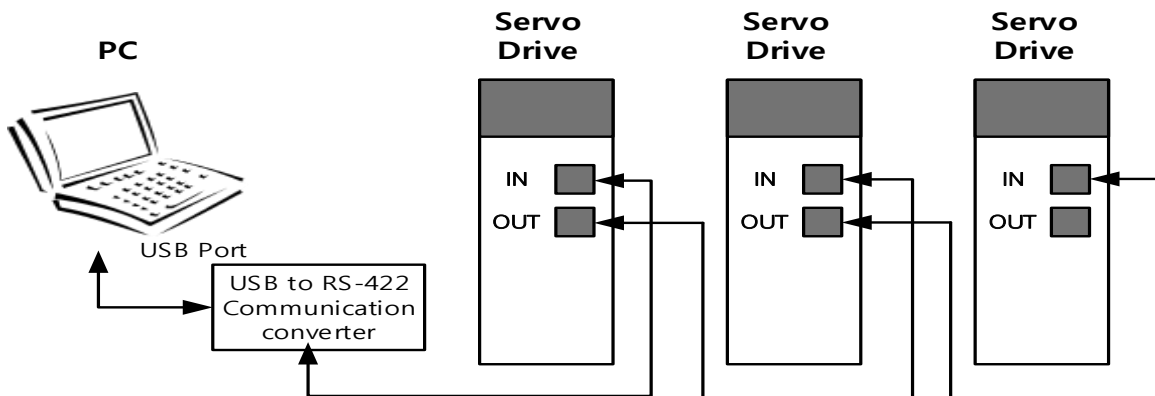 PC
USB Port
USB to RS-422
Communication
converter
Servo
Drive
IN
OUT
Servo
Drive
IN
OUT
Servo
Drive
IN
OUT